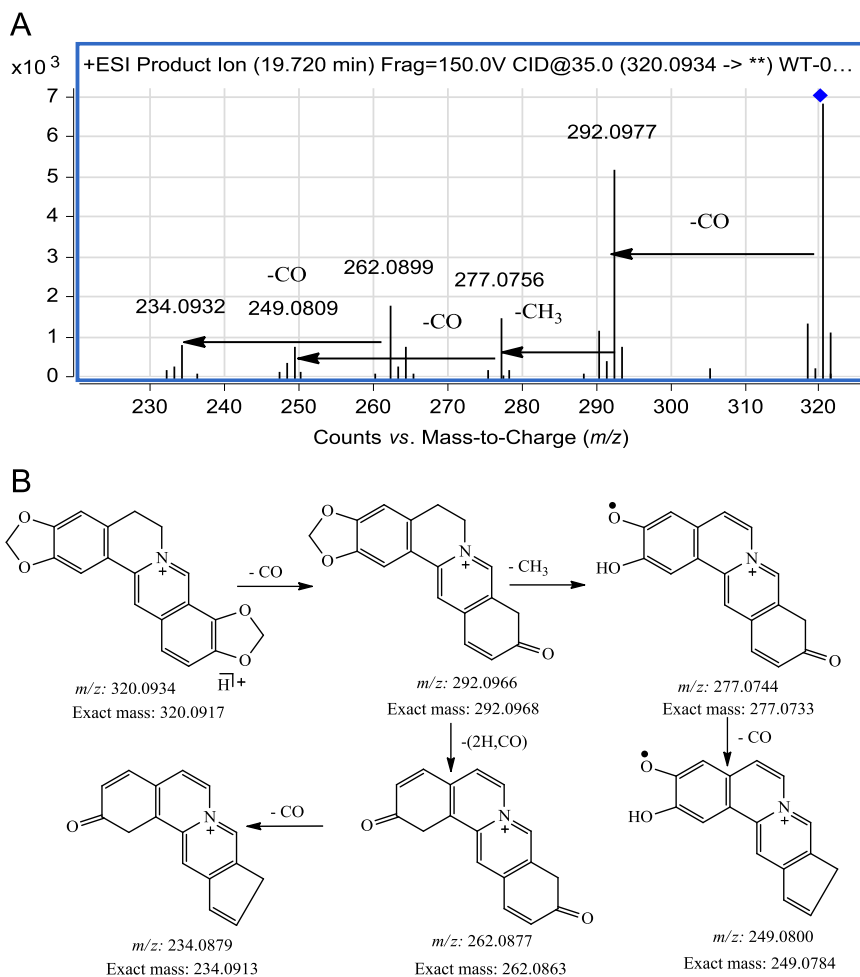 A
x10 3
+ESI Product Ion (19.720 min) Frag=150.0V CID@35.0 (320.0934 -> **) WT-0...
7
6
5
4
3
2
1
0
292.0977
-CO
262.0899
277.0756
-CO
234.0932
249.0809
-CO
-CH3
230 240 250 260 270 280 290 300 310 320
Counts vs. Mass-to-Charge (m/z)
B
O
O
N
+
O
O
H + 
m/z: 320.0934
Exact mass: 320.0917
- CO
O
O
N
+
O
m/z: 292.0966
Exact mass: 292.0968
- CH3
O
HO
N
+
O
m/z: 277.0744
Exact mass: 277.0733
-(2H,CO)
- CO
O
N
+
m/z: 234.0879
Exact mass: 234.0913
- CO
O
N
+
O
m/z: 262.0877
Exact mass: 262.0863
O
HO
N
+
m/z: 249.0800
Exact mass: 249.0784